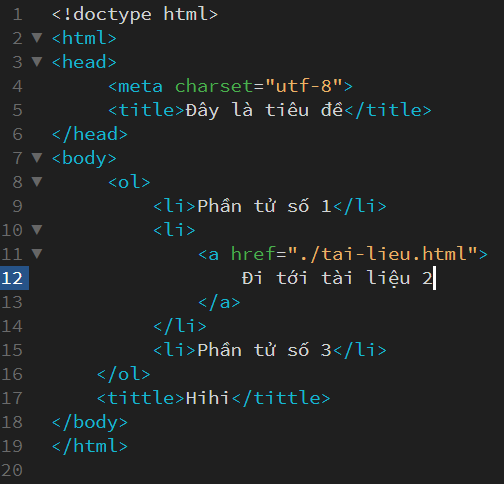 1 <!doctype html>
2 <html>
3 <head>
4 <meta charset="utf-8">
5 <title>Đây là tiêu đề</title>
6 </head>
7 <body>
8 <ol>
9 <li>Phần tử số 1</li>
10 <li>
11 <a href="./tai-lieu.html">
12 Đi tới tài liệu 2
13 </a>
14 </li>
15 <li>Phần tử số 3</li>
16 </ol>
17 <tittle>Hihi</tittle>
18 </body>
19 </html>
20